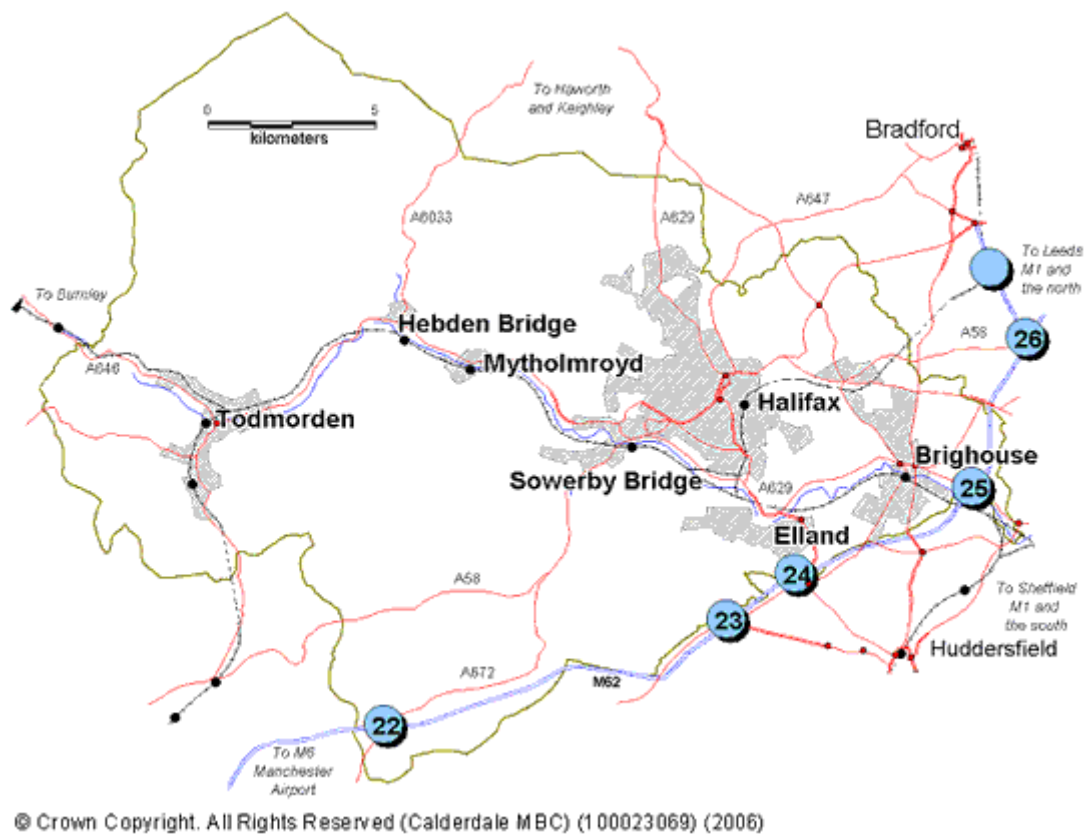 To Haworth
and Keighley
0
5
kilometers
Bradford
A647
A6033
A629
To Leeds
M1 and
the north
To Burnley
Hebden Bridge
26
A58
Mytholmroyd
A646
Todmorden
Halifax
Brighouse
Sowerby Bridge
A629
25
Elland
24
A58
To Sheffield
M1 and
the south
23
Huddersfield
A672
M62
22
To M6
Manchester
Airport
© Crown Copyright. All Rights Reserved (Calderdale MBC) (100023069) (2006)